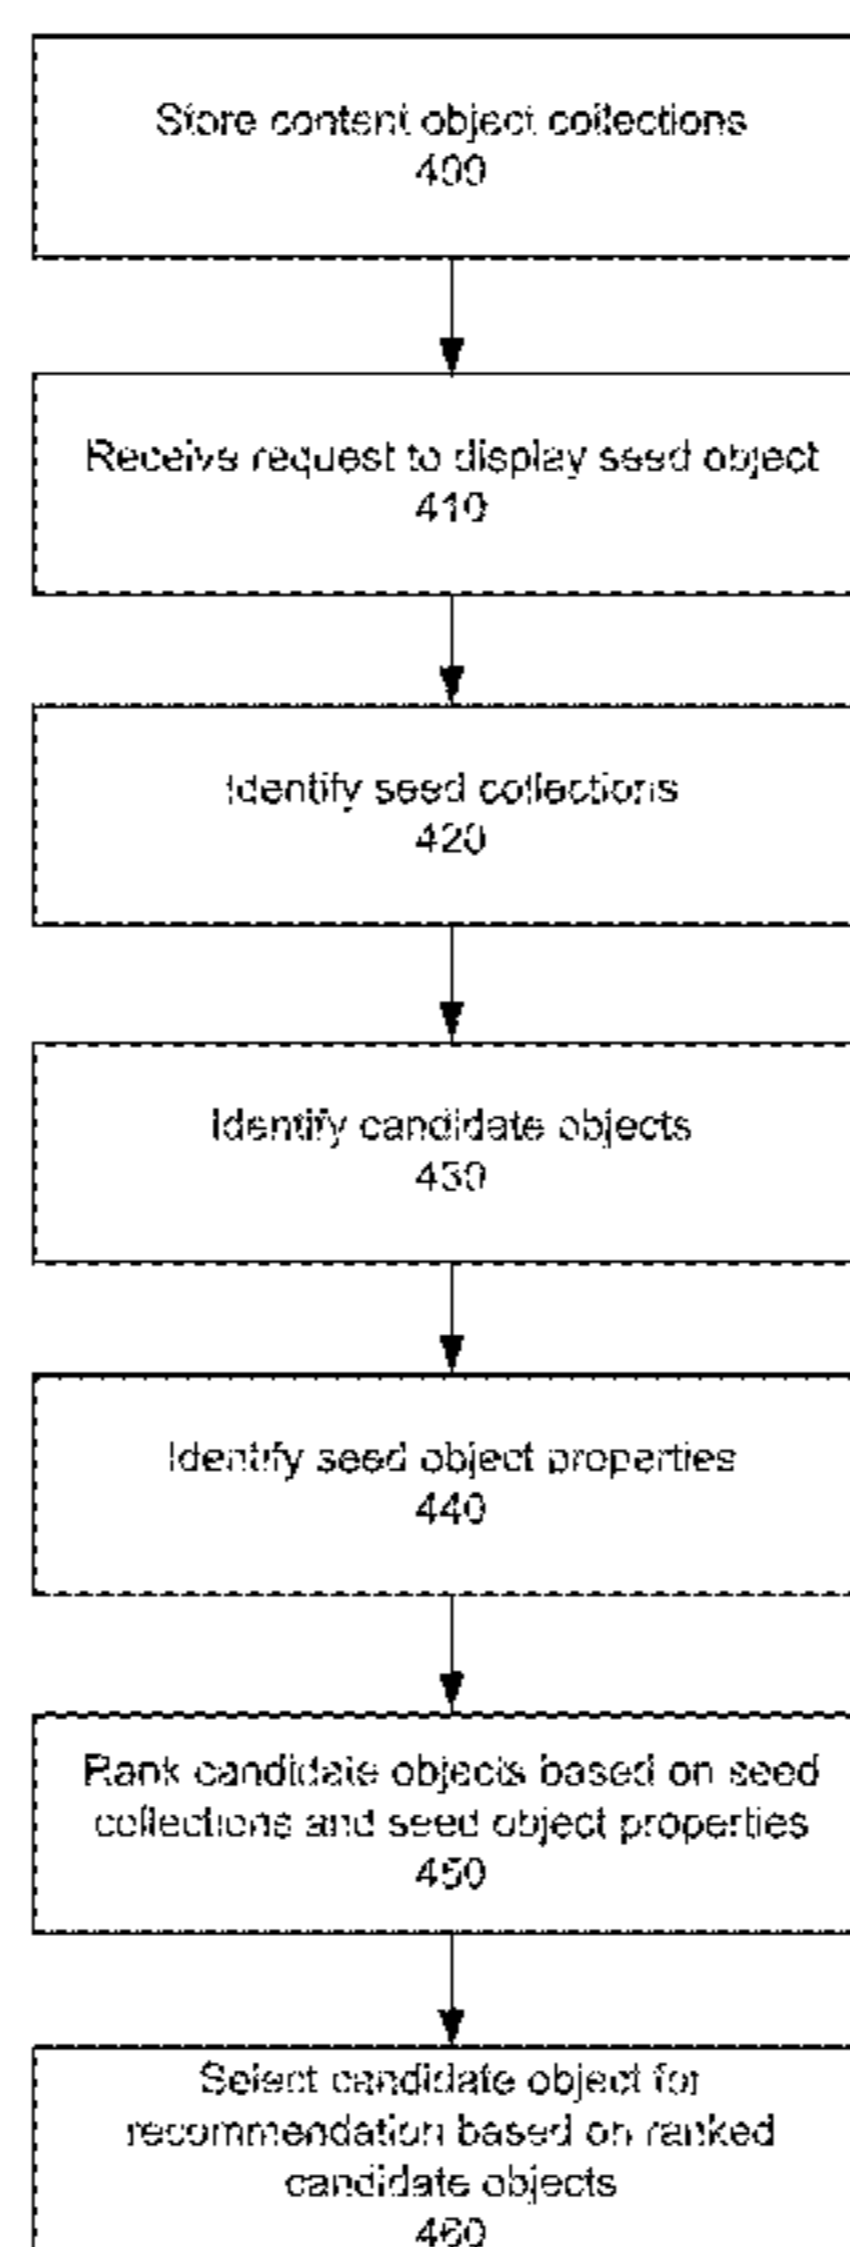 Store content object collections
400
Receive request to display seed object
410
Identify seed collections
420
Identify candidate objects
430
Identify seed object properties
440
Rank candidate objects based on seed
collections and seed object properties
450
Select candidate object for
recommendation based on ranked
candidate objects
460